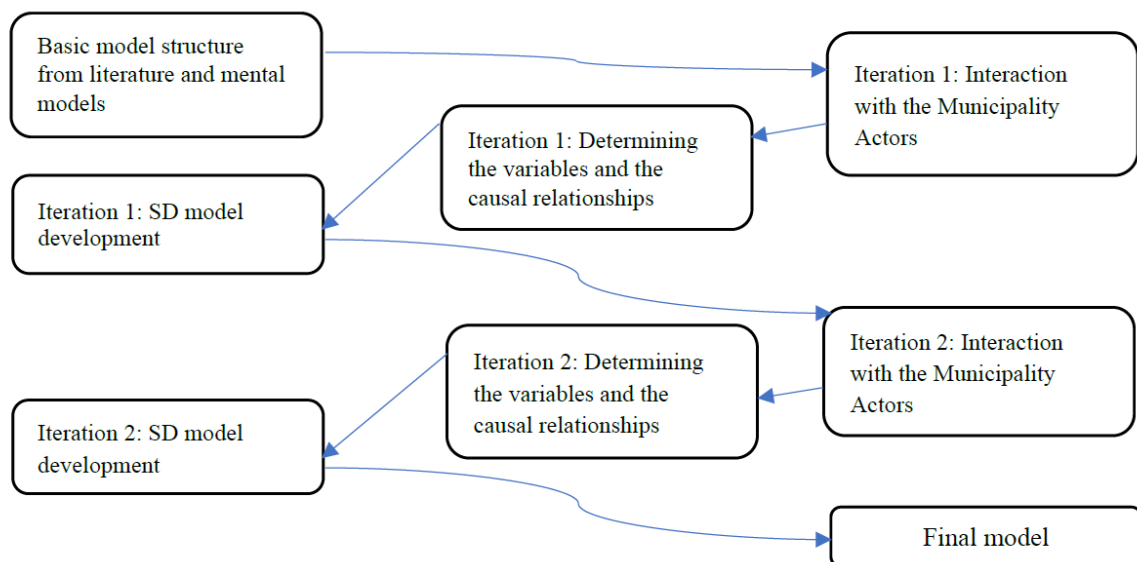 Basic model structure
from literature and mental
models
Iteration 1: Interaction
with the Municipality
Actors
Iteration 1: Determining
the variables and the
causal relationships
Iteration 1: SD model
development
Iteration 2: Interaction
with the Municipality
Actors
Iteration 2: Determining
the variables and the
causal relationships
Iteration 2: SD model
development
Final model